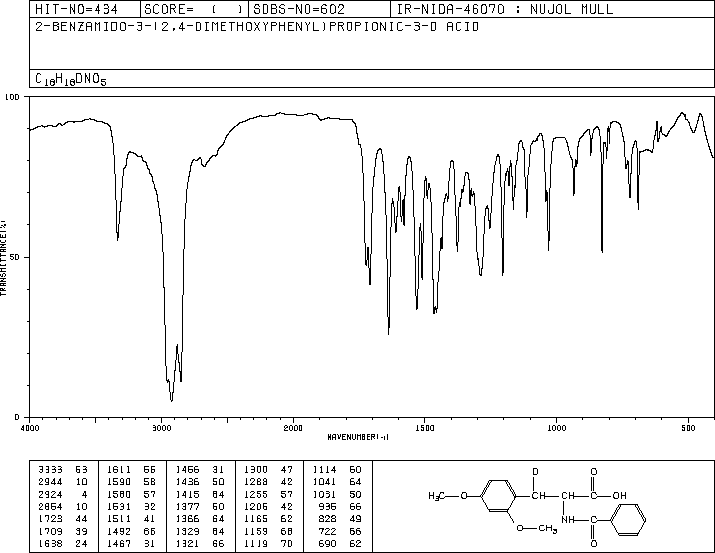 HIT-NO=434 SCORE= ( ) SDBS-NO=602 IR-NIDA-46070 : NUJOL MULL
2-BENZAMIDO-3-(2,4-DIMETHOXYPHENYL)PROPIONIC-3-D ACID
C18H18DNO5
100
50
0
TRANSMITTANCE(%)
4000 3000 2000 1500 1000 500
WAVENUMBER(-1)
3333 53 1611 56 1456 31 1300 47 1114 60
2944 10 1590 58 1436 50 1288 42 1041 64
2924 4 1580 57 1415 64 1255 57 1031 50
2854 10 1531 32 1377 50 1206 42 936 66
1723 44 1511 41 1366 64 1165 62 828 49
1709 39 1492 66 1329 64 1159 68 722 66
1638 24 1467 31 1321 66 1119 70 690 62
D O
H3C O OH
O CH3 NH
O